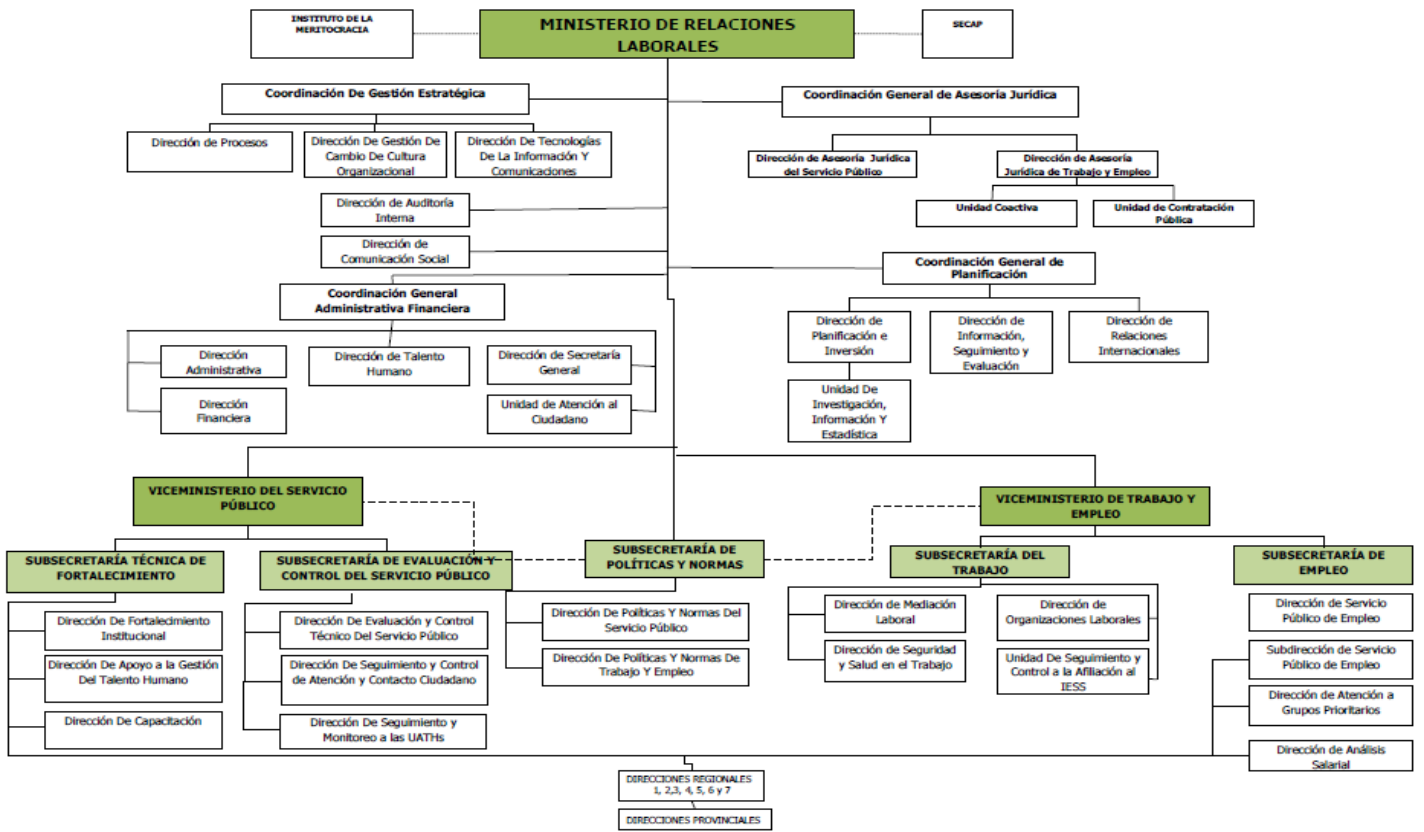 INSTITUTO DE LA
MERITOCRACIA
MINISTERIO DE RELACIONES
LABORALES
SECAP
Coordinación De Gestión Estratégica
Coordinación General de Asesoría Jurídica
Dirección de Procesos
Dirección De Gestión De
Cambio De Cultura
Organizacional
Dirección De Tecnologías
De La Información Y
Comunicaciones
Dirección de Asesoría Jurídica
del Servicio Público
Dirección de Asesoría
Jurídica de Trabajo y Empleo
Unidad Coactiva
Unidad de Contratación
Pública
Dirección de Auditoría
Interna
Dirección de
Comunicación Social
Coordinación General de
Planificación
Coordinación General
Administrativa Financiera
Dirección de
Planificación e
Inversión
Dirección de
Información,
Seguimiento y
Evaluación
Dirección de
Relaciones
Internacionales
Dirección
Administrativa
Dirección de Talento
Humano
Dirección de Secretaría
General
Dirección
Financiera
Unidad de Atención al
Ciudadano
Unidad De
Investigación,
Información Y
Estadística
VICEMINISTERIO DEL SERVICIO
PÚBLICO
VICEMINISTERIO DE TRABAJO Y
EMPLEO
SUBSECRETARÍA TÉCNICA DE
FORTALECIMIENTO
SUBSECRETARÍA DE EVALUACIÓN Y
CONTROL DEL SERVICIO PÚBLICO
SUBSECRETARÍA DE
POLÍTICAS Y NORMAS
SUBSECRETARÍA DEL
TRABAJO
SUBSECRETARÍA DE
EMPLEO
Dirección De Fortalecimiento
Institucional
Dirección De Apoyo a la Gestión
Del Talento Humano
Dirección De Capacitación
Dirección De Evaluación y Control
Técnico Del Servicio Público
Dirección De Seguimiento y Control
de Atención y Contacto Ciudadano
Dirección De Seguimiento y
Monitoreo a las UATHs
Dirección De Políticas Y Normas Del
Servicio Público
Dirección De Políticas Y Normas De
Trabajo Y Empleo
Dirección de Mediación
Laboral
Dirección de Seguridad
y Salud en el Trabajo
Dirección de
Organizaciones Laborales
Unidad De Seguimiento y
Control a la Afiliación al
IESS
Dirección de Servicio
Público de Empleo
Subdirección de Servicio
Público de Empleo
Dirección de Atención a
Grupos Prioritarios
Dirección de Análisis
Salarial
DIRECCIONES REGIONALES
1, 2,3, 4, 5, 6 y 7
DIRECCIONES PROVINCIALES